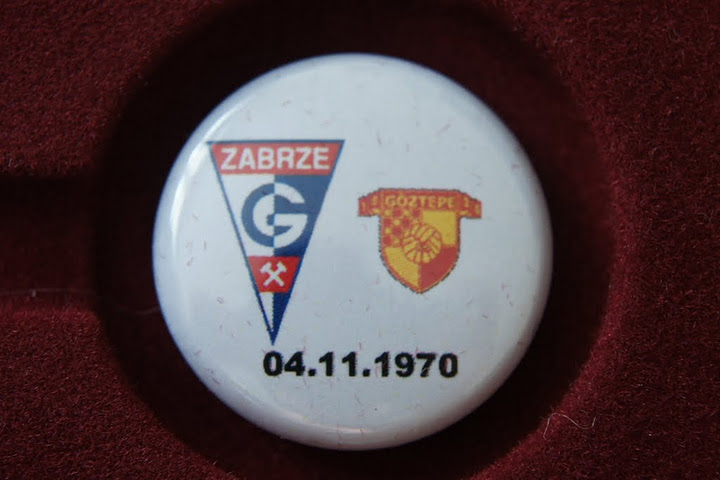 ZABRZE
G
GÖZTEPE
04.11.1970